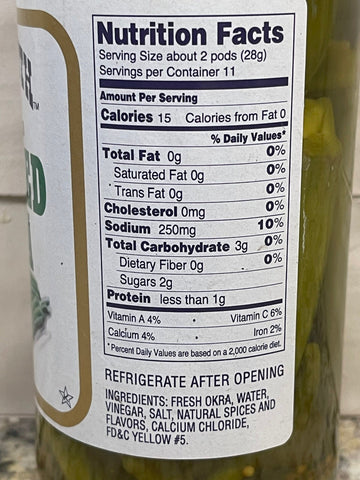 Nutrition Facts
Serving Size about 2 pods (28g)
Servings per Container 11
Amount Per Serving
Calories 15 Calories from Fat 0
% Daily Values*
Total Fat 0g 0%
Saturated Fat 0g 0%
Trans Fat 0g 0%
Cholesterol 0mg 0%
Sodium 250mg 10%
Total Carbohydrate 3g 0%
Dietary Fiber 0g 0%
Sugars 2g
Protein less than 1g
Vitamin A 4% • Vitamin C 6%
Calcium 4% • Iron 2%
*Percent Daily Values are based on a 2,000 calorie diet.
REFRIGERATE AFTER OPENING
INGREDIENTS: FRESH OKRA, WATER,
VINEGAR, SALT, NATURAL SPICES AND
FLAVORS, CALCIUM CHLORIDE,
FD&C YELLOW #5.